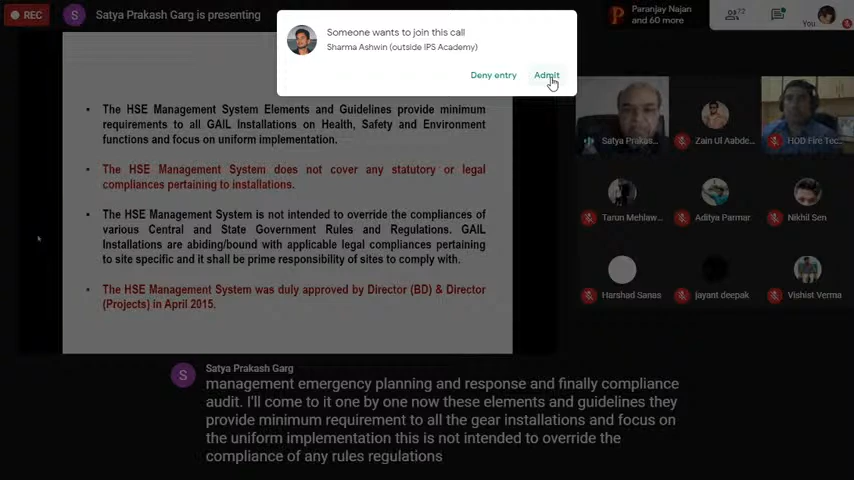 REC
S
Satya Prakash Garg is presenting
Someone wants to join this call
Sharma Ashwin (outside IPS Academy)
Deny entry
Admit
P
Paranjay Najan
and 60 more
72
You
• The HSE Management System Elements and Guidelines provide minimum
requirements to all GAIL Installations on Health, Safety and Environment
functions and focus on uniform implementation.
• The HSE Management System does not cover any statutory or legal
compliances pertaining to installations.
• The HSE Management System is not intended to override the compliances of
various Central and State Government Rules and Regulations. GAIL
Installations are abiding/bound with applicable legal compliances pertaining
to site specific and it shall be prime responsibility of sites to comply with.
• The HSE Management System was duly approved by Director (BD) & Director
(Projects) in April 2015.
Satya Prakas...
Zain Ul Aabde...
HOD Fire Tec...
Tarun Mehlaw...
Aditya Parmar
Nikhil Sen
Harshad Sanas
jayant deepak
Vishist Verma
S
Satya Prakash Garg
management emergency planning and response and finally compliance
audit. I'll come to it one by one now these elements and guidelines they
provide minimum requirement to all the gear installations and focus on
the uniform implementation this is not intended to override the
compliance of any rules regulations